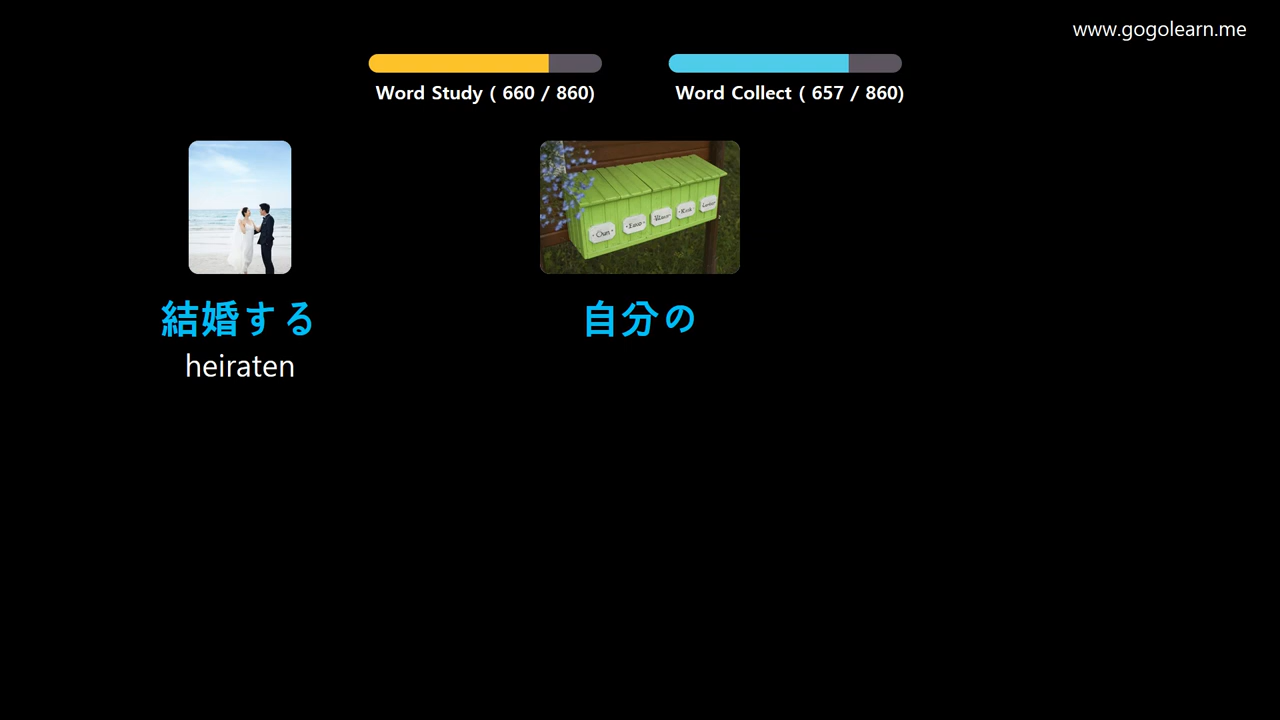 www.gogolearn.me
Word Study ( 660 / 860)
Word Collect ( 657 / 860)
結婚する
heiraten
自分の